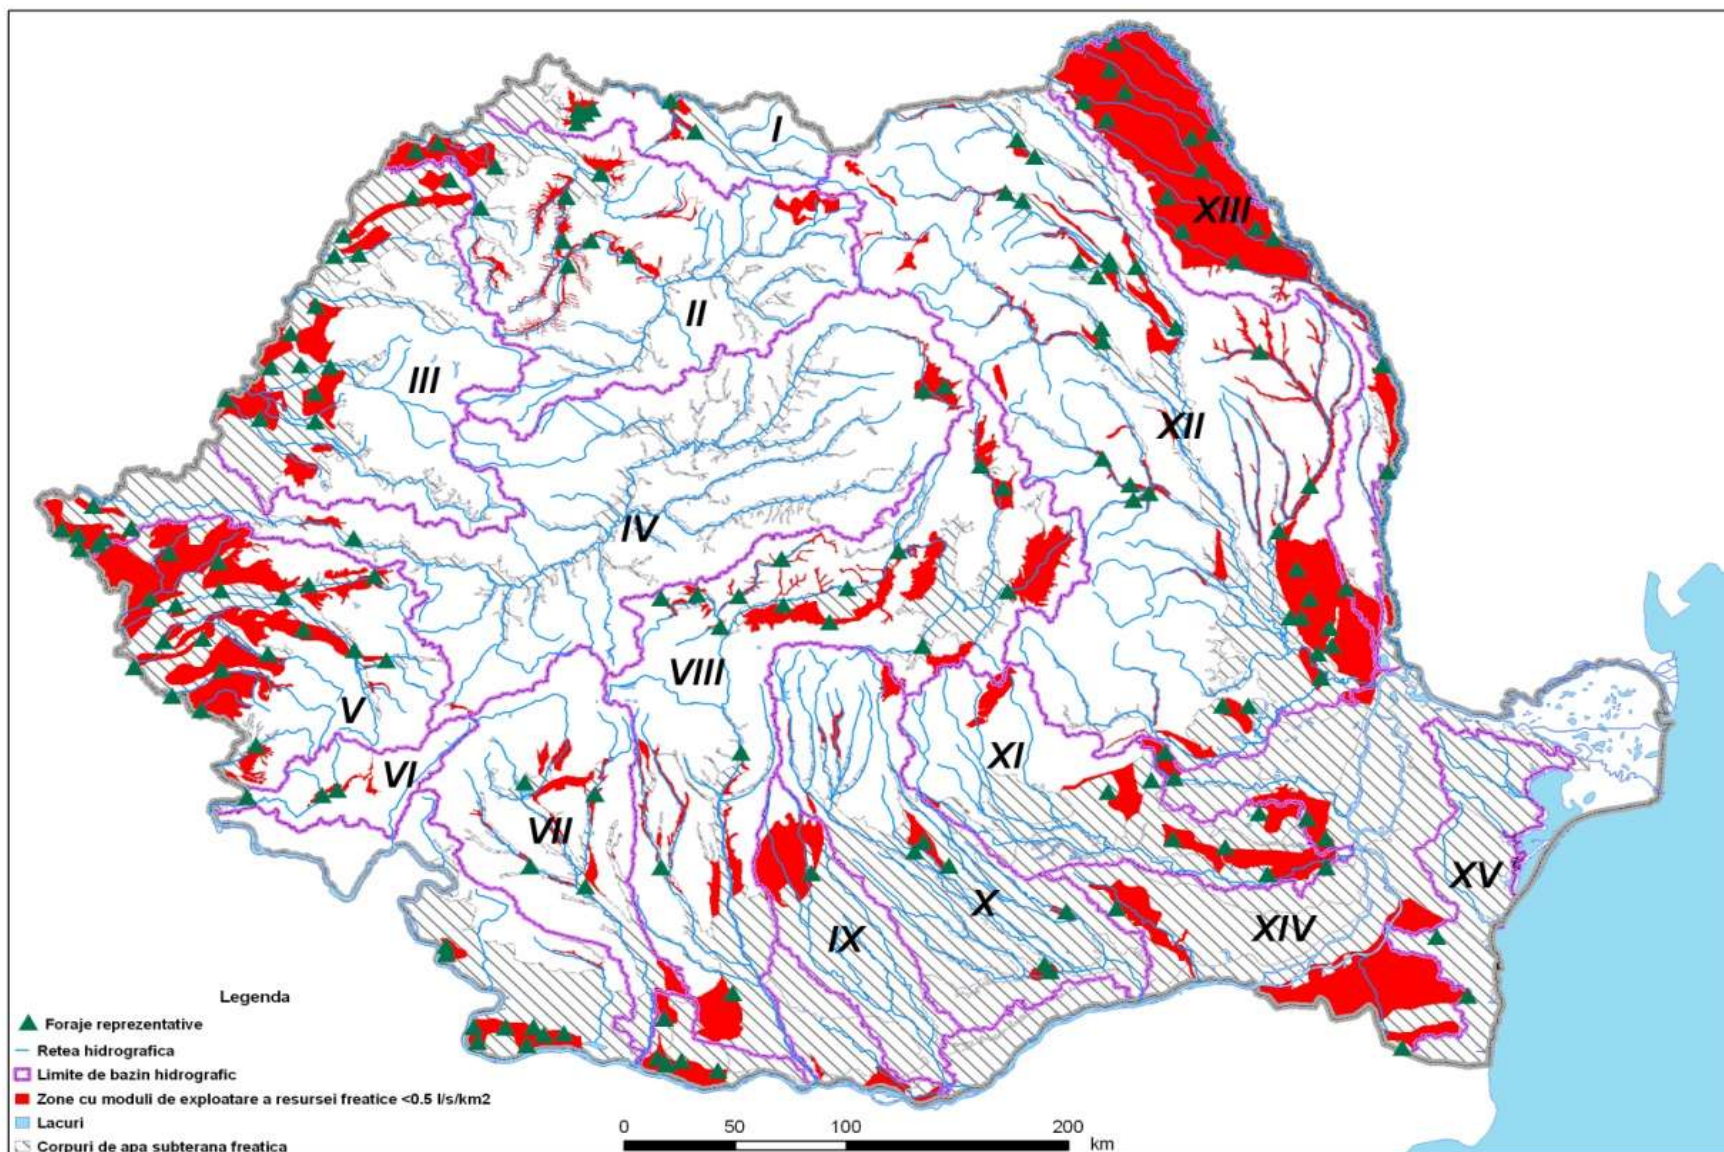 I
XIII
II
III
XII
IV
VIII
V
XI
VI
VII
XV
X
XIV
IX
Legenda
Foraje reprezentative
Retea hidrografica
Limite de bazin hidrografic
Zone cu moduli de exploatare a resursei freatice <0.5 l/s/km2
Lacuri
Corpuri de apa subterana freatica
0 50 100 200
km